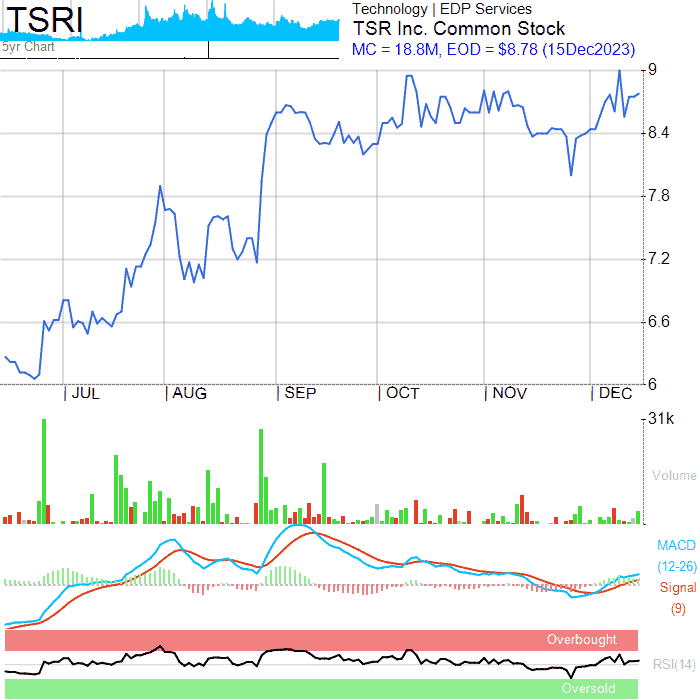 TSRI
5yr Chart
Technology | EDP Services
TSR Inc. Common Stock
MC = 18.8M, EOD = $8.78 (15Dec2023)
9
8.4
7.8
7.2
6.6
6
JUL
AUG
SEP
OCT
NOV
DEC
31k
Volume
MACD
(12-26)
Signal
(9)
Overbought
RSI(14)
Oversold